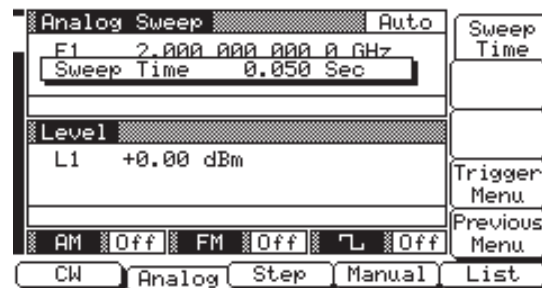 Analog Sweep Auto
F1 2.000 000 000 0 GHz
Sweep Time 0.050 Sec
Level
L1 +0.00 dBm
AM Off FM Off Off
Sweep Time
Trigger Menu
Previous Menu
CW Analog Step Manual List